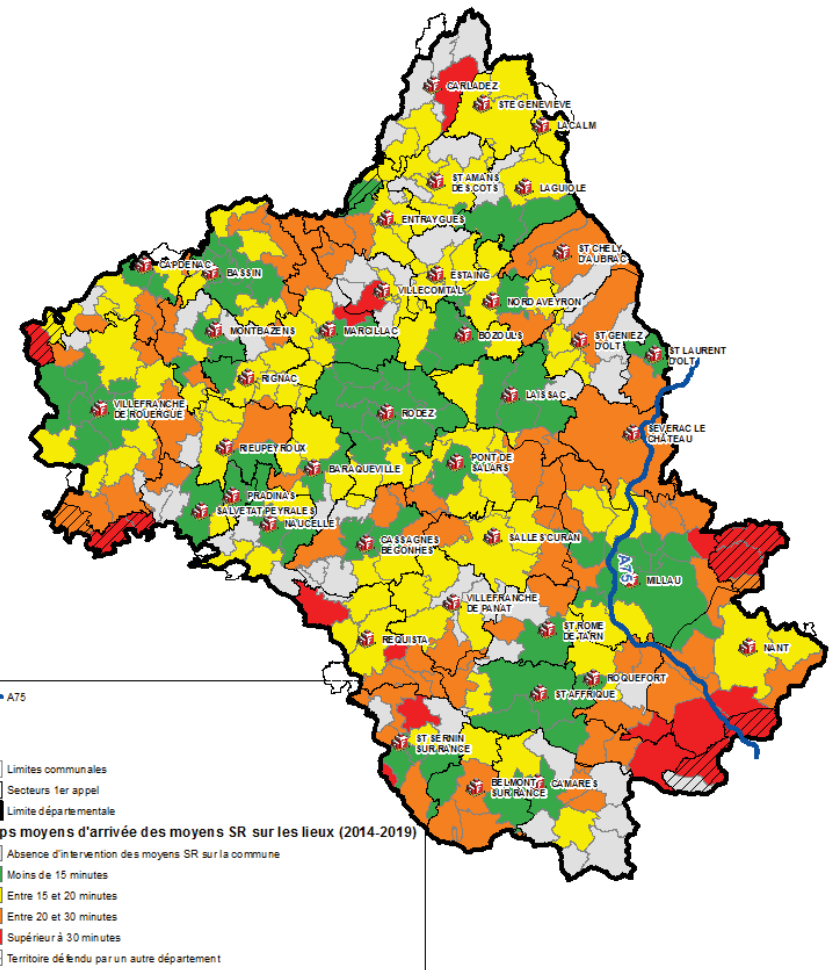 CARLADEZ
STE GENEVIEVE
LACALM
ST AMANS
DES COTS
LAGUIOLE
ENTRAYGUES
ST CHELY
D'AUBRAC
CAPDENAC
BASSIN
ESTAING
VILLECOMTAL
NORD AVEYRON
MONTBAZENS
MARCILLAC
BOZOULS
ST GENIEZ
D'OLT
ST LAURENT
D'OLT
RIGNAC
LAISSAC
VILLEFRANCHE
DE ROUERGUE
RODEZ
SEVERAC LE
CHÂTEAU
RIEUPEYROUX
BARAQUEVILLE
PONT DE
SALARS
PRADINAS
SALVETAT PEYRALES
NAUCELLE
CASSAGNES
BEGONHES
SALLES CURAN
A75
MILLAU
VILLEFRANCHE
DE PANAT
REQUISTA
ST ROME
DE TARN
NANT
ROQUEFORT
ST AFFRIQUE
ST SERNIN
SUR RANCE
BELMONT
SUR RANCE
CAMARES
A75
Limites communales
Secteurs 1er appel
Limite départementale
ps moyens d'arrivée des moyens SR sur les lieux (2014-2019)
Absence d'intervention des moyens SR sur la commune
Moins de 15 minutes
Entre 15 et 20 minutes
Entre 20 et 30 minutes
Supérieur à 30 minutes
Territoire défendu par un autre département